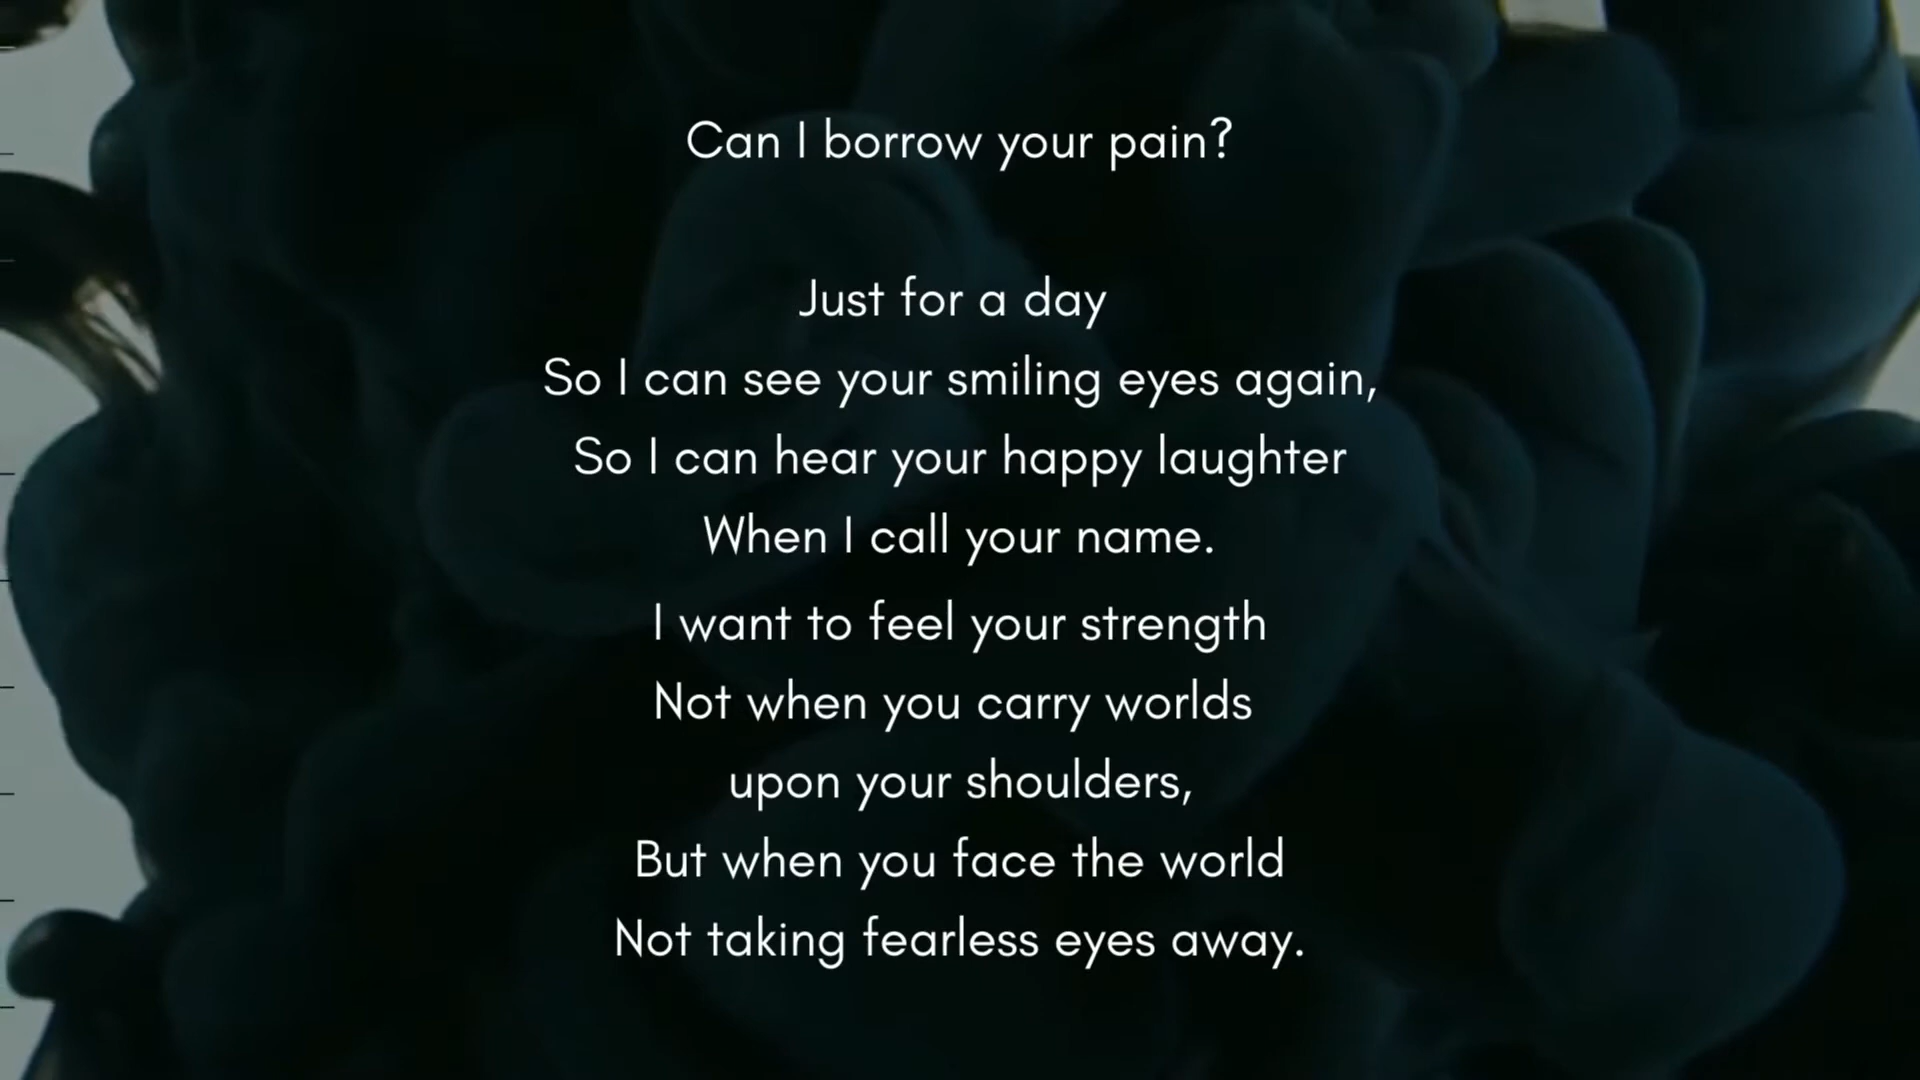 Can I borrow your pain?
Just for a day
So I can see your smiling eyes again,
So I can hear your happy laughter
When I call your name.
I want to feel your strength
Not when you carry worlds
upon your shoulders,
But when you face the world
Not taking fearless eyes away.